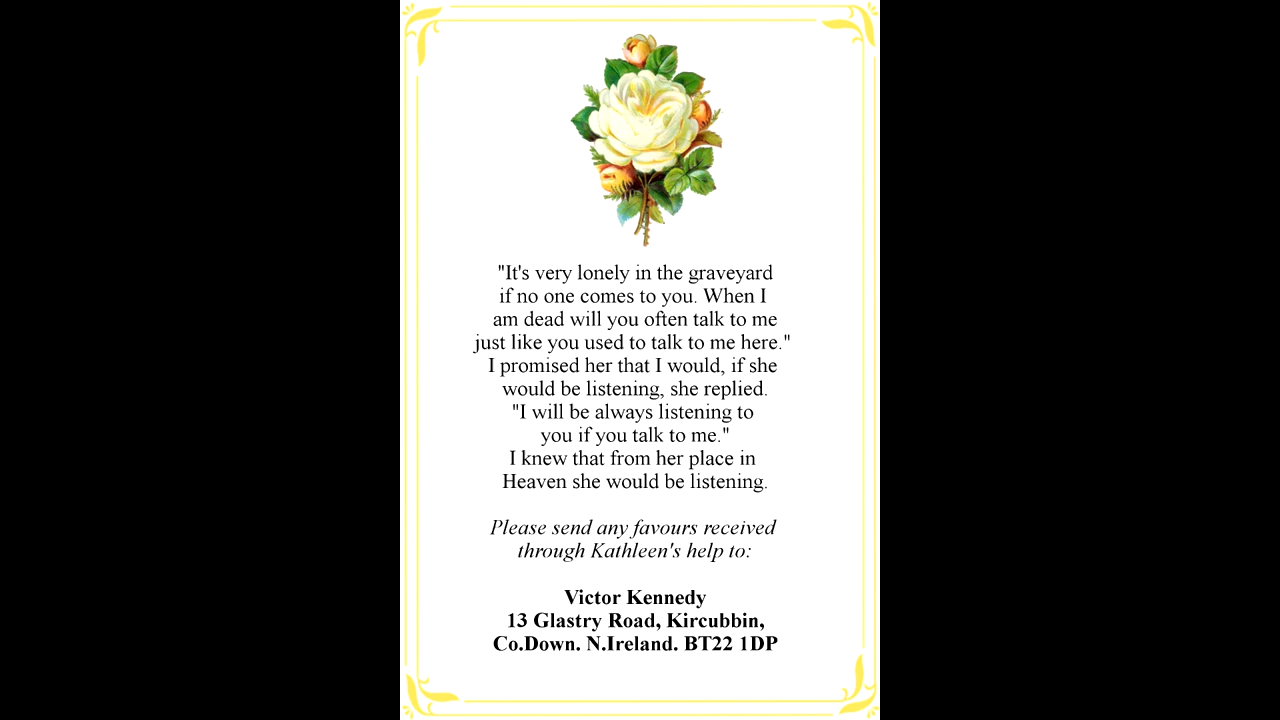 "It's very lonely in the graveyard
if no one comes to you. When I
am dead will you often talk to me
just like you used to talk to me here."
I promised her that I would, if she
would be listening, she replied.
"I will be always listening to
you if you talk to me."
I knew that from her place in
Heaven she would be listening.
Please send any favours received
through Kathleen's help to:
Victor Kennedy
13 Glastry Road, Kircubbin,
Co.Down. N.Ireland. BT22 1DP